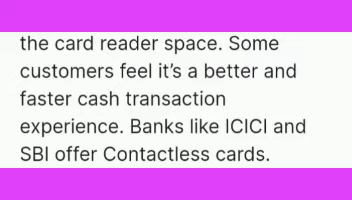 the card reader space. Some
customers feel it’s a better and
faster cash transaction
experience. Banks like ICICI and
SBI offer Contactless cards.